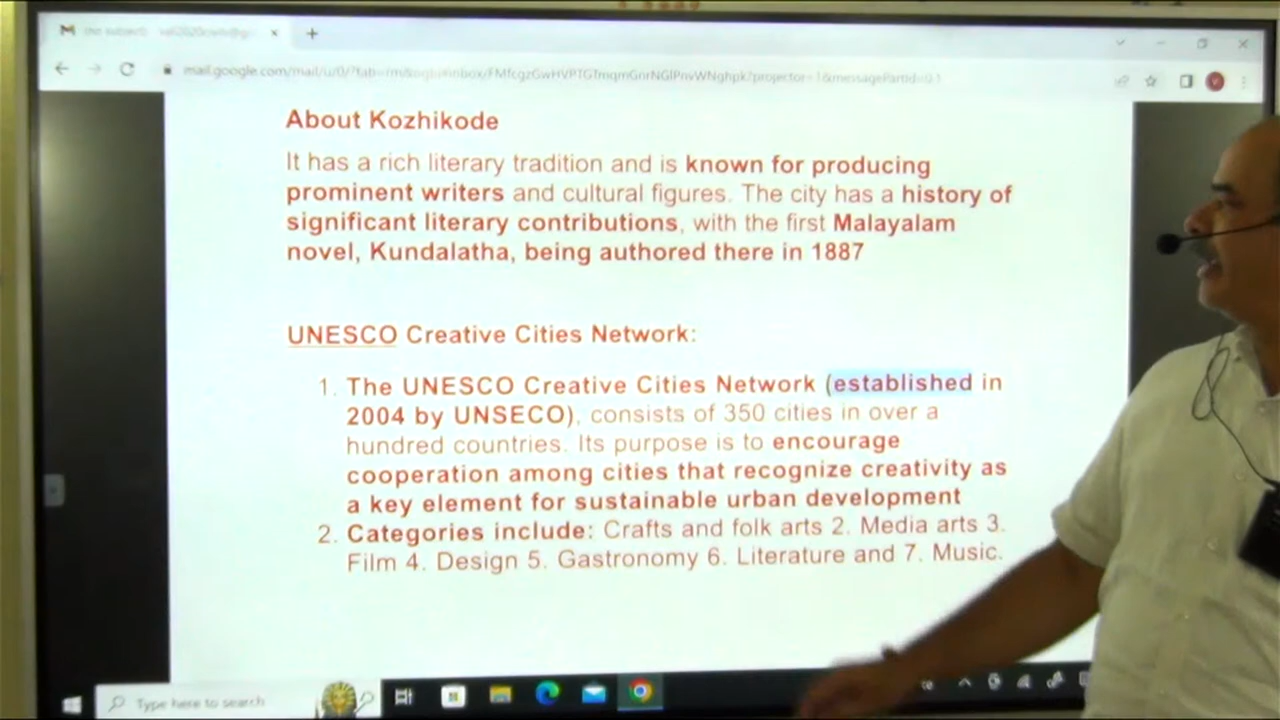 About Kozhikode
It has a rich literary tradition and is known for producing
prominent writers and cultural figures. The city has a history of
significant literary contributions, with the first Malayalam
novel, Kundalatha, being authored there in 1887
UNESCO Creative Cities Network:
1. The UNESCO Creative Cities Network (established in
2004 by UNSECO), consists of 350 cities in over a
hundred countries. Its purpose is to encourage
cooperation among cities that recognize creativity as
a key element for sustainable urban development
2. Categories include: Crafts and folk arts 2. Media arts 3.
Film 4. Design 5. Gastronomy 6. Literature and 7. Music.
Type here to search